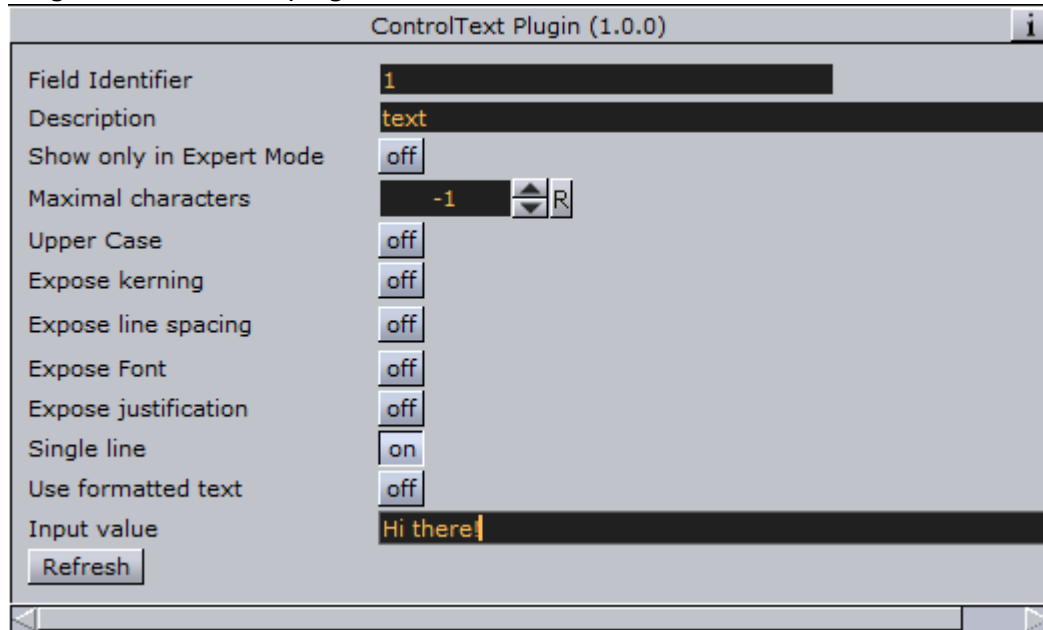 ControlText Plugin (1.0.0) i
Field Identifier 1
Description text
Show only in Expert Mode off
Maximal characters -1 R
Upper Case off
Expose kerning off
Expose line spacing off
Expose Font off
Expose justification off
Single line on
Use formatted text off
Input value Hi there!
Refresh